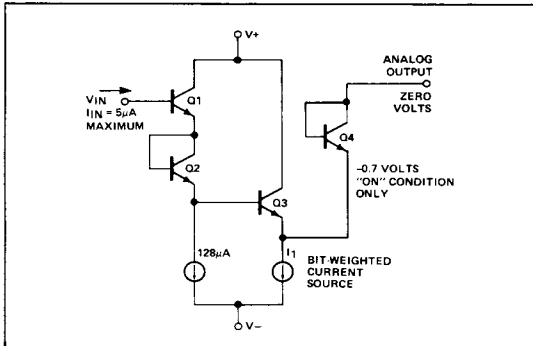 V+
ANALOG
OUTPUT
VIN
IIN = 5μA
MAXIMUM
Q1
ZERO
VOLTS
Q4
Q2
-0.7 VOLTS
"ON" CONDITION
ONLY
Q3
128μA
I1
BIT-WEIGHTED
CURRENT
SOURCE
V-